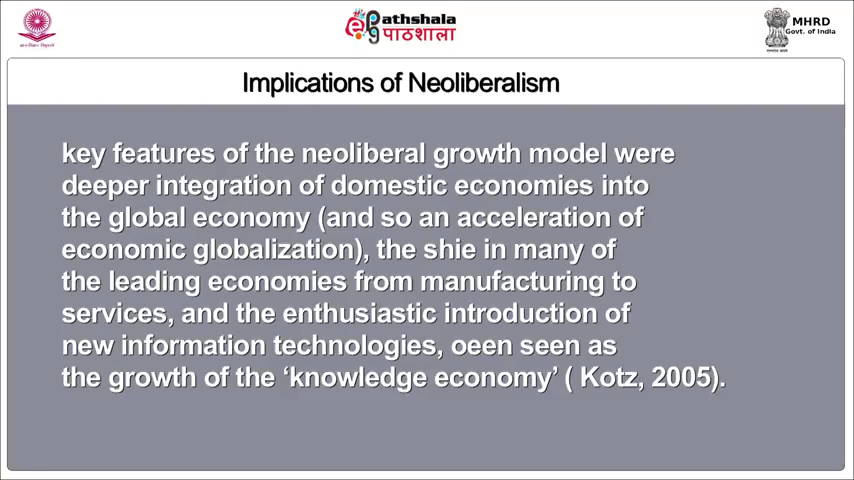 Pathshala
पाठशाला
MHRD
Govt. of India
Implications of Neoliberalism
key features of the neoliberal growth model were
deeper integration of domestic economies into
the global economy (and so an acceleration of
economic globalization), the shie in many of
the leading economies from manufacturing to
services, and the enthusiastic introduction of
new information technologies, oeen seen as
the growth of the ‘knowledge economy’ ( Kotz, 2005).